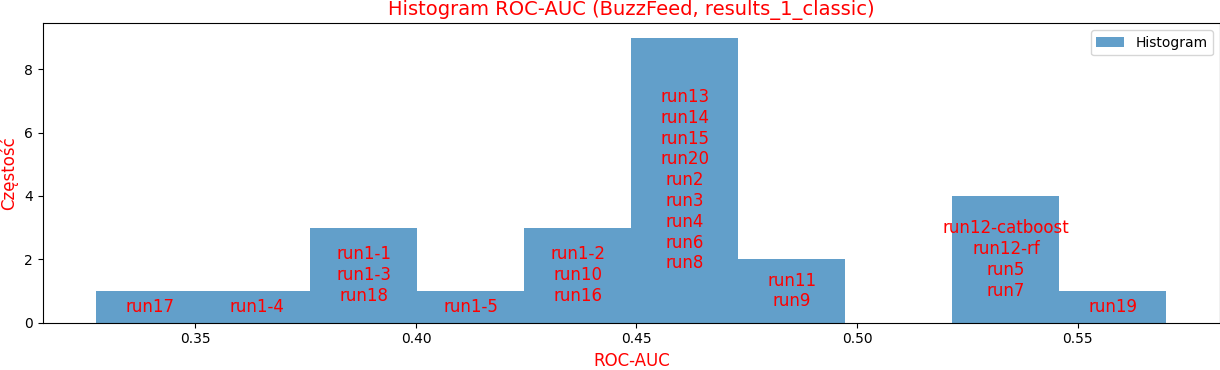 Histogram ROC-AUC (BuzzFeed, results_1_classic)
Histogram
Częstość
8
6
4
2
0
run17
run1-4
run1-1
run1-3
run18
run1-5
run1-2
run10
run16
run13
run14
run15
run20
run2
run3
run4
run6
run8
run11
run9
run12-catboost
run12-rf
run5
run7
run19
0.35
0.40
0.45
0.50
0.55
ROC-AUC